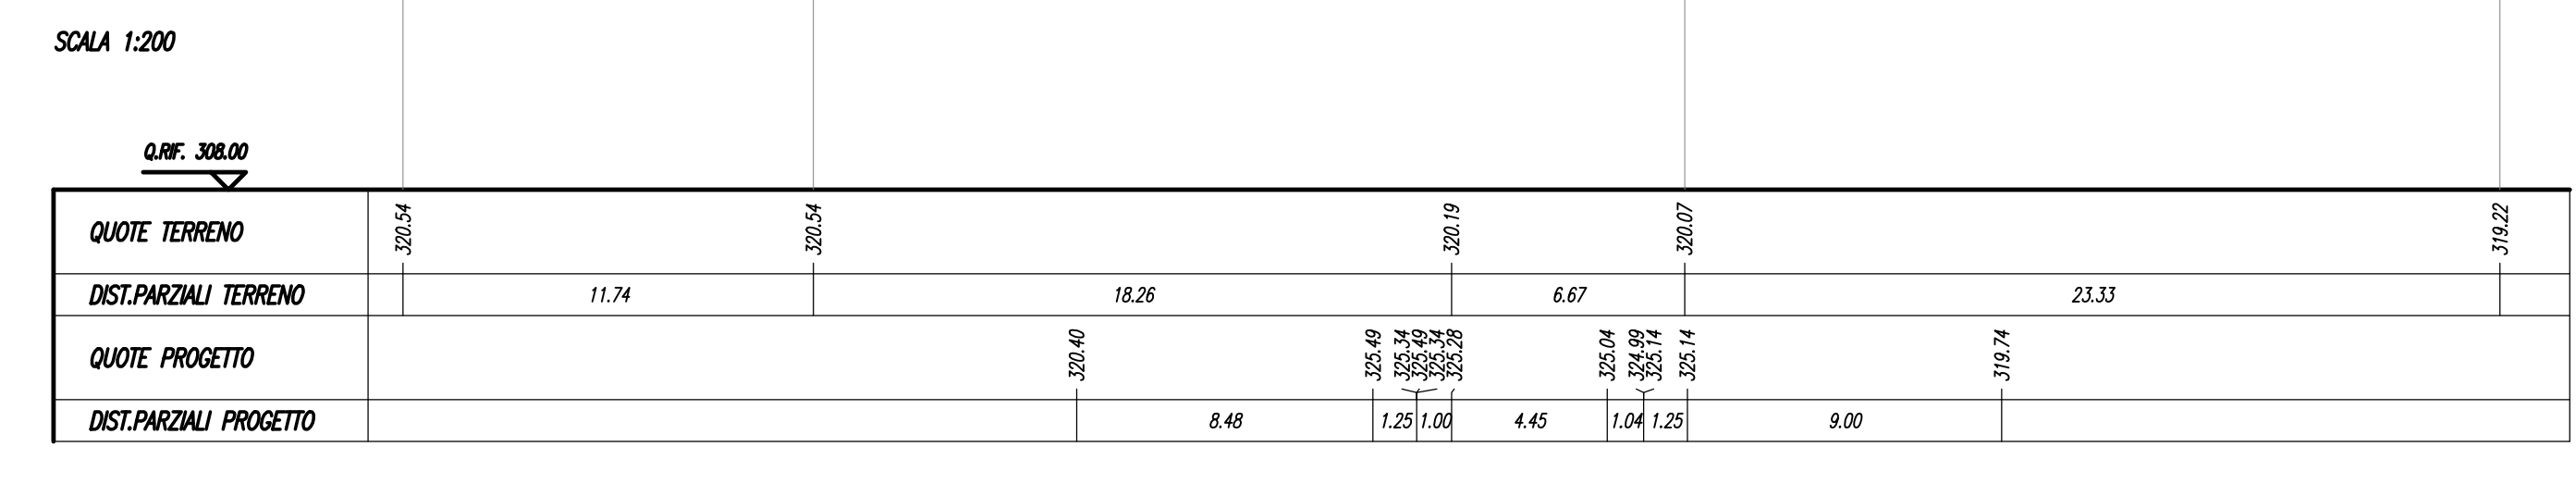 SCALA 1:200
Q.RIF. 308.00
QUOTE TERRENO 320.54 320.54 320.19 320.07 319.22
DIST.PARZIALI TERRENO 11.74 18.26 6.67 23.33
QUOTE PROGETTO 320.40 325.49 325.34 325.49 325.34 325.28 325.04 324.99 325.14 325.14 319.74
DIST.PARZIALI PROGETTO 8.48 1.25 1.00 4.45 1.04 1.25 9.00